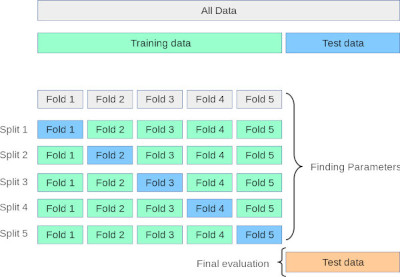 All Data
Training data Test data
Fold 1 Fold 2 Fold 3 Fold 4 Fold 5
Split 1 Fold 1 Fold 2 Fold 3 Fold 4 Fold 5
Split 2 Fold 1 Fold 2 Fold 3 Fold 4 Fold 5
Split 3 Fold 1 Fold 2 Fold 3 Fold 4 Fold 5
Finding Parameters
Split 4 Fold 1 Fold 2 Fold 3 Fold 4 Fold 5
Split 5 Fold 1 Fold 2 Fold 3 Fold 4 Fold 5
Final evaluation Test data